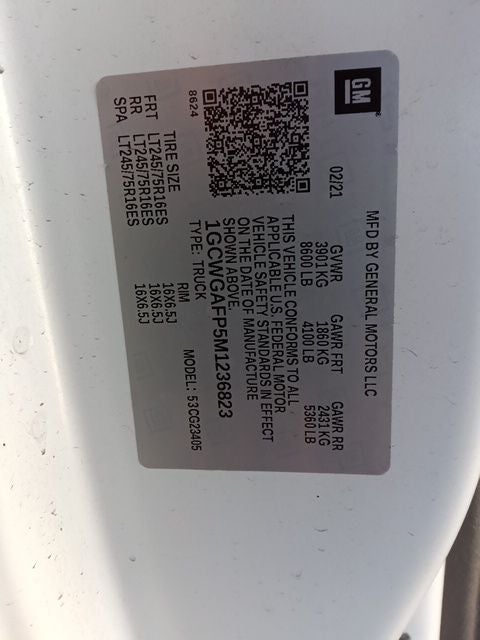 GM
MFD BY GENERAL MOTORS LLC
02/21 GVWR GAWR FRT GAWR RR
3901 KG 1860 KG 2431 KG
8600 LB 4100 LB 5360 LB
THIS VEHICLE CONFORMS TO ALL
APPLICABLE U.S. FEDERAL MOTOR
VEHICLE SAFETY STANDARDS IN EFFECT
ON THE DATE OF MANUFACTURE
SHOWN ABOVE.
1GCWGAFP5M1236823
8624 TYPE: TRUCK MODEL: 53CG23405
TIRE SIZE RIM
FRT LT245/75R16ES 16X6.5J
RR LT245/75R16ES 16X6.5J
SPA LT245/75R16ES 16X6.5J